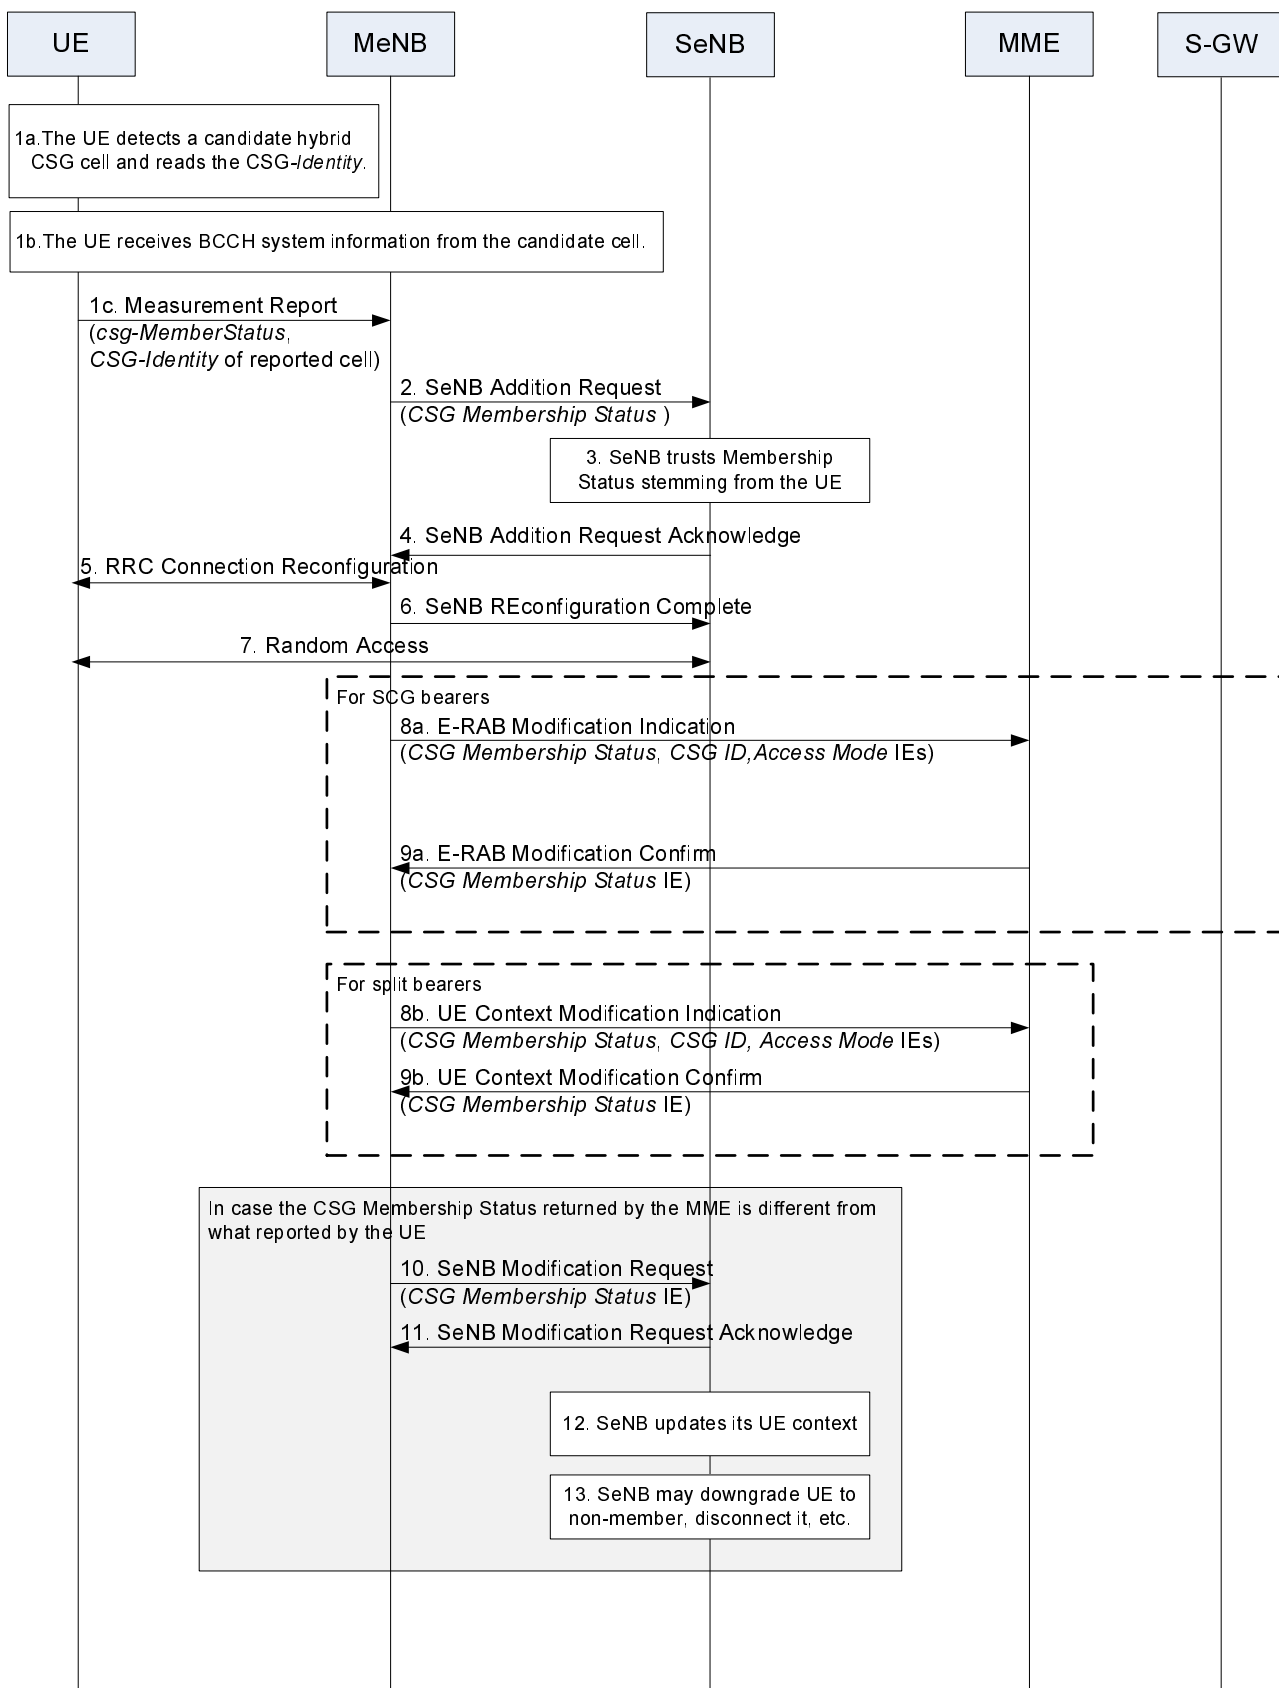 UE MeNB SeNB MME S-GW
1a.The UE detects a candidate hybrid
CSG cell and reads the CSG-Identity.
1b.The UE receives BCCH system information from the candidate cell.
1c. Measurement Report
(csg-MemberStatus,
CSG-Identity of reported cell)
2. SeNB Addition Request
(CSG Membership Status )
3. SeNB trusts Membership
Status stemming from the UE
4. SeNB Addition Request Acknowledge
5. RRC Connection Reconfiguration
6. SeNB REconfiguration Complete
7. Random Access
For SCG bearers
8a. E-RAB Modification Indication
(CSG Membership Status, CSG ID,Access Mode IEs)
9a. E-RAB Modification Confirm
(CSG Membership Status IE)
For split bearers
8b. UE Context Modification Indication
(CSG Membership Status, CSG ID, Access Mode IEs)
9b. UE Context Modification Confirm
(CSG Membership Status IE)
In case the CSG Membership Status returned by the MME is different from
what reported by the UE
10. SeNB Modification Request
(CSG Membership Status IE)
11. SeNB Modification Request Acknowledge
12. SeNB updates its UE context
13. SeNB may downgrade UE to
non-member, disconnect it, etc.